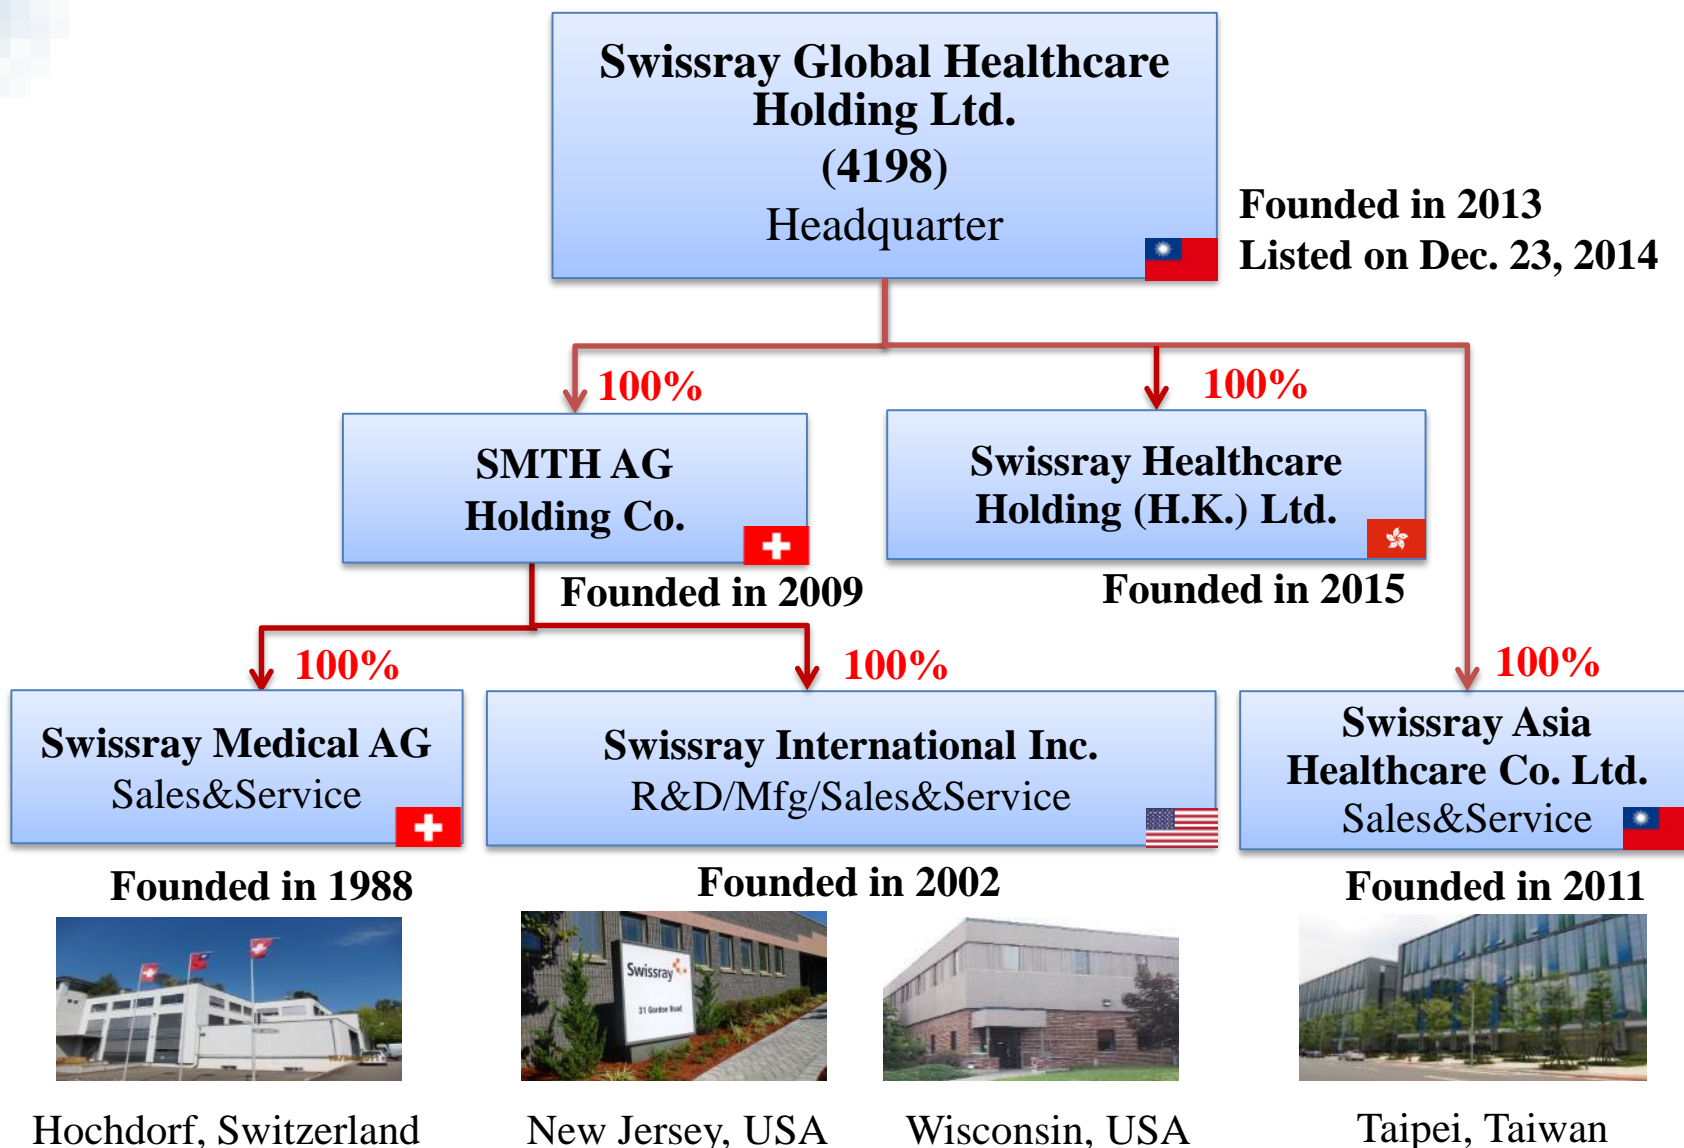 Swissray Global Healthcare
Holding Ltd.
(4198)
Headquarter
Founded in 2013
Listed on Dec. 23, 2014
100%
100%
SMTH AG
Holding Co.
Swissray Healthcare
Holding (H.K.) Ltd.
Founded in 2009
Founded in 2015
100%
100%
100%
Swissray Medical AG
Sales&Service
Swissray International Inc.
R&D/Mfg/Sales&Service
Swissray Asia
Healthcare Co. Ltd.
Sales&Service
Founded in 1988
Founded in 2002
Founded in 2011
Swissray
31 Gordon Road
Hochdorf, Switzerland
New Jersey, USA
Wisconsin, USA
Taipei, Taiwan